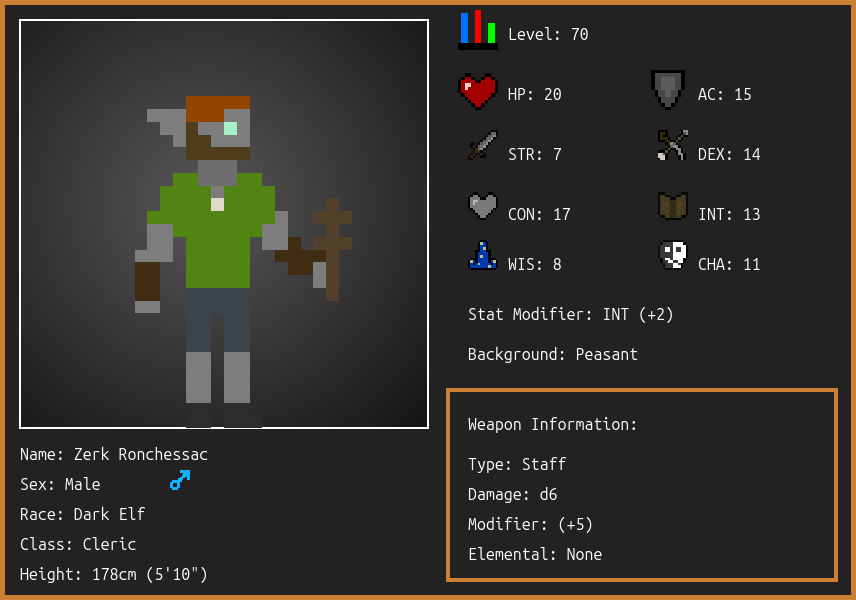 Level: 70
HP: 20
AC: 15
STR: 7
DEX: 14
CON: 17
INT: 13
WIS: 8
CHA: 11
Stat Modifier: INT (+2)
Background: Peasant
Weapon Information:
Type: Staff
Damage: d6
Modifier: (+5)
Elemental: None
Name: Zerk Ronchessac
Sex: Male
Race: Dark Elf
Class: Cleric
Height: 178cm (5'10")